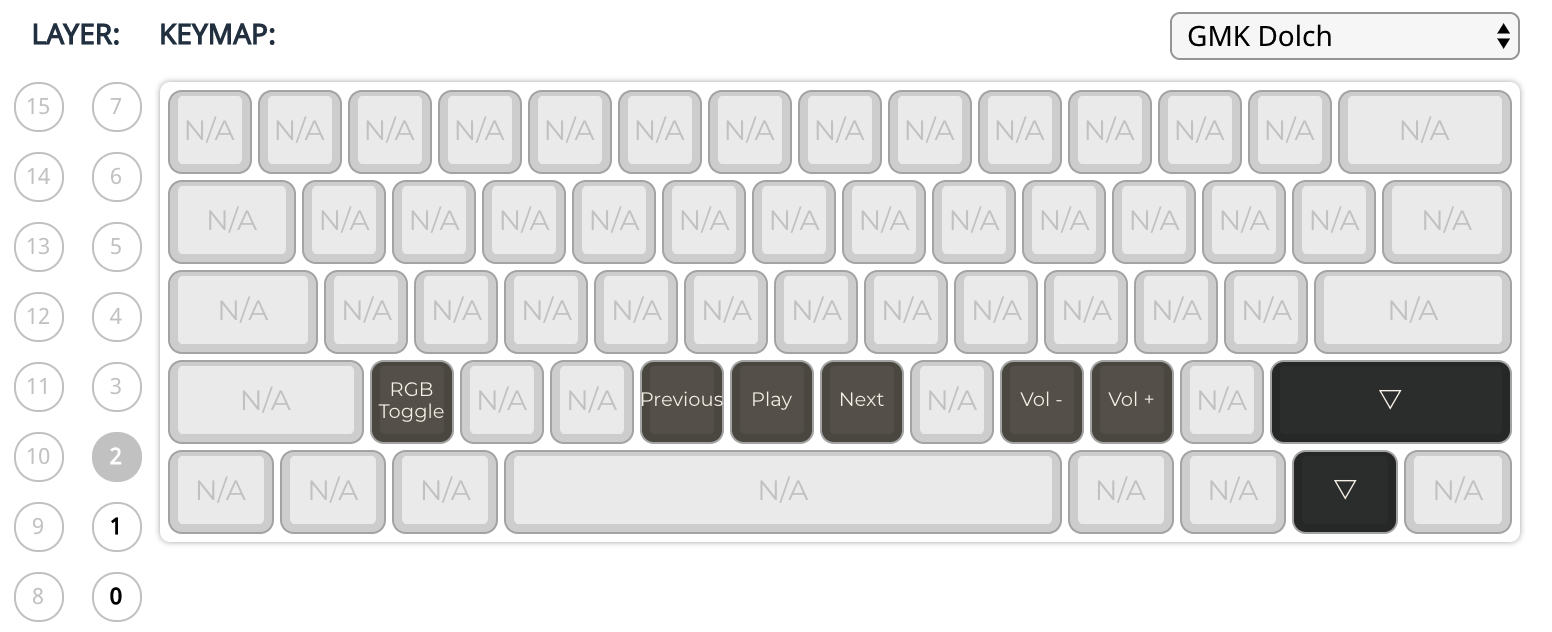 LAYER: KEYMAP: GMK Dolch
15 7 N/A N/A N/A N/A N/A N/A N/A N/A N/A N/A N/A N/A N/A N/A
14 6 N/A N/A N/A N/A N/A N/A N/A N/A N/A N/A N/A N/A N/A N/A
13 5
12 4 N/A N/A N/A N/A N/A N/A N/A N/A N/A N/A N/A N/A N/A
11 3 N/A RGB Toggle N/A N/A Previous Play Next N/A Vol - Vol + N/A ▽
10 2 N/A N/A N/A N/A N/A N/A ▽ N/A
9 1
8 0